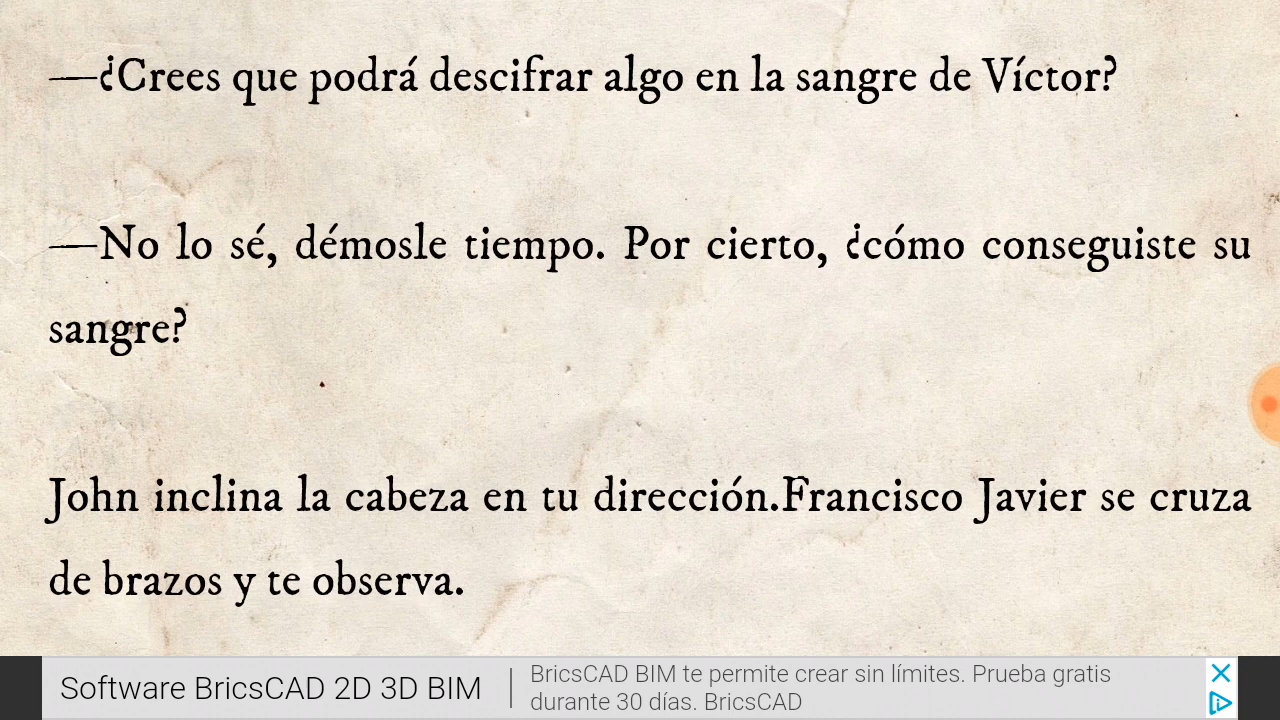 —¿Crees que podrá descifrar algo en la sangre de Víctor?
—No lo sé, démosle tiempo. Por cierto, ¿cómo conseguiste su
sangre?
John inclina la cabeza en tu dirección.Francisco Javier se cruza
de brazos y te observa.
Software BricsCAD 2D 3D BIM
BricsCAD BIM te permite crear sin límites. Prueba gratis
durante 30 días. BricsCAD